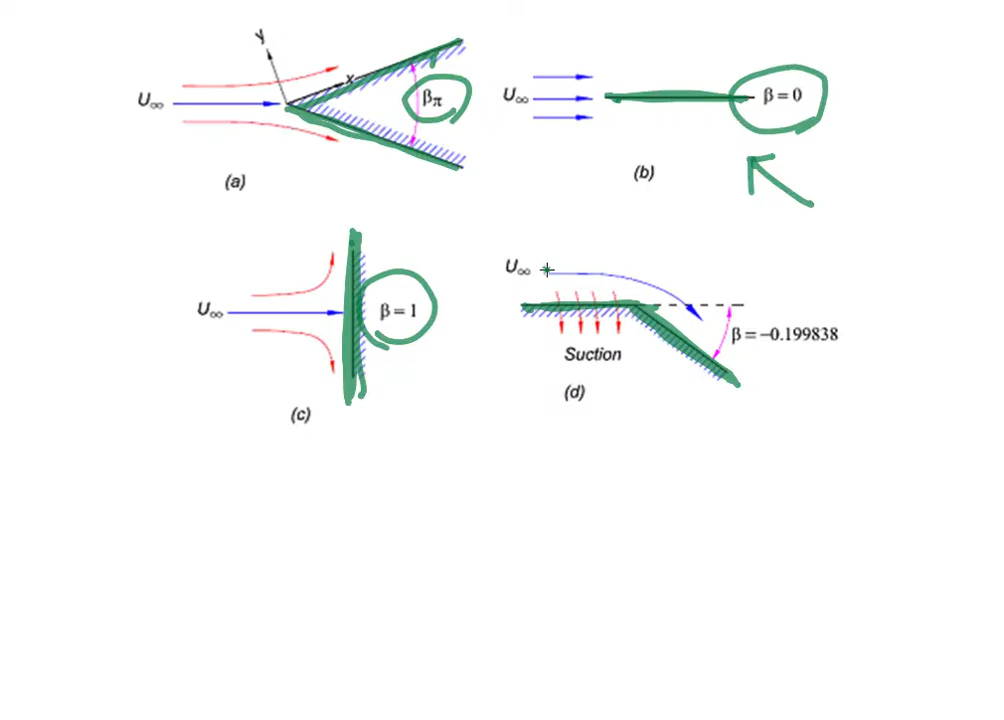 y
x
U∞
βπ
(a)
U∞
β = 0
(b)
U∞
β = 1
(c)
U∞
β = −0.199838
Suction
(d)